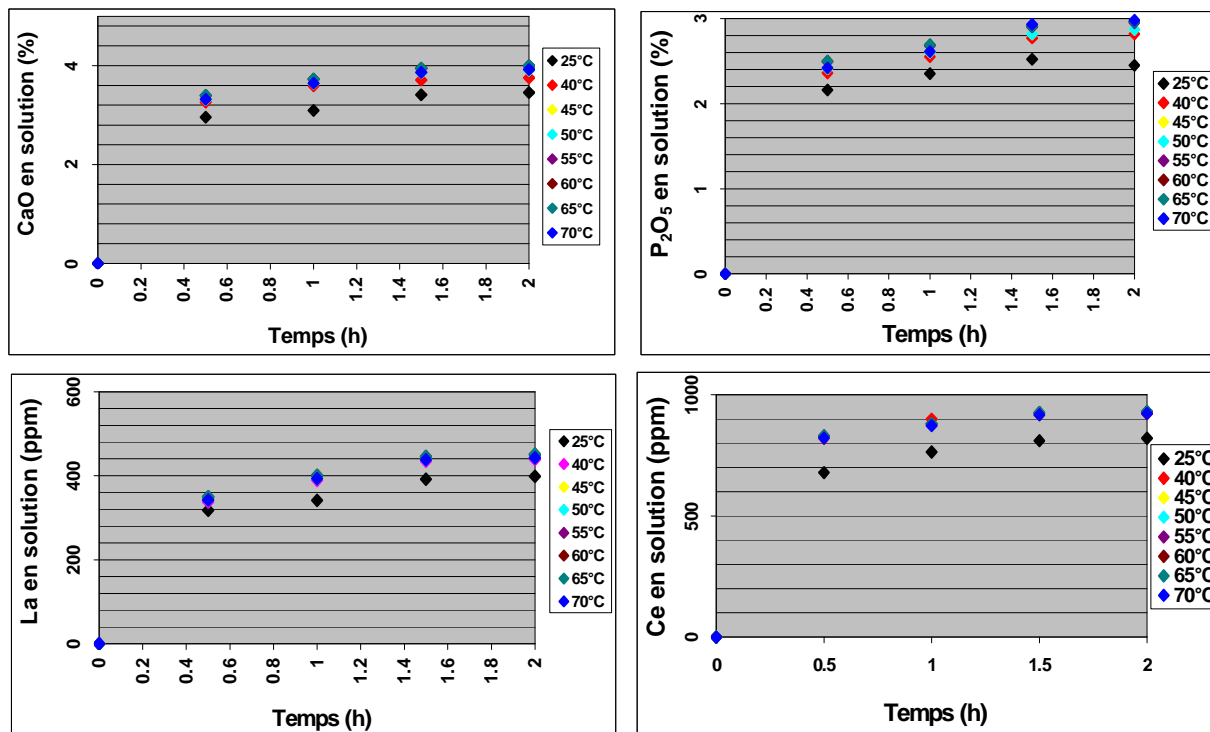 CaO en solution (%)
4
2
0
0
0.2
0.4
0.6
0.8
1
1.2
1.4
1.6
1.8
2
Temps (h)
25°C
40°C
45°C
50°C
55°C
60°C
65°C
70°C
P₂O₅ en solution (%)
3
2
1
0
0
0.2
0.4
0.6
0.8
1
1.2
1.4
1.6
1.8
2
Temps (h)
25°C
40°C
45°C
50°C
55°C
60°C
65°C
70°C
La en solution (ppm)
600
400
200
0
0
0.2
0.4
0.6
0.8
1
1.2
1.4
1.6
1.8
2
Temps (h)
25°C
40°C
45°C
50°C
55°C
60°C
65°C
70°C
Ce en solution (ppm)
1000
500
0
0
0.5
1
1.5
2
Temps (h)
25°C
40°C
45°C
50°C
55°C
60°C
65°C
70°C